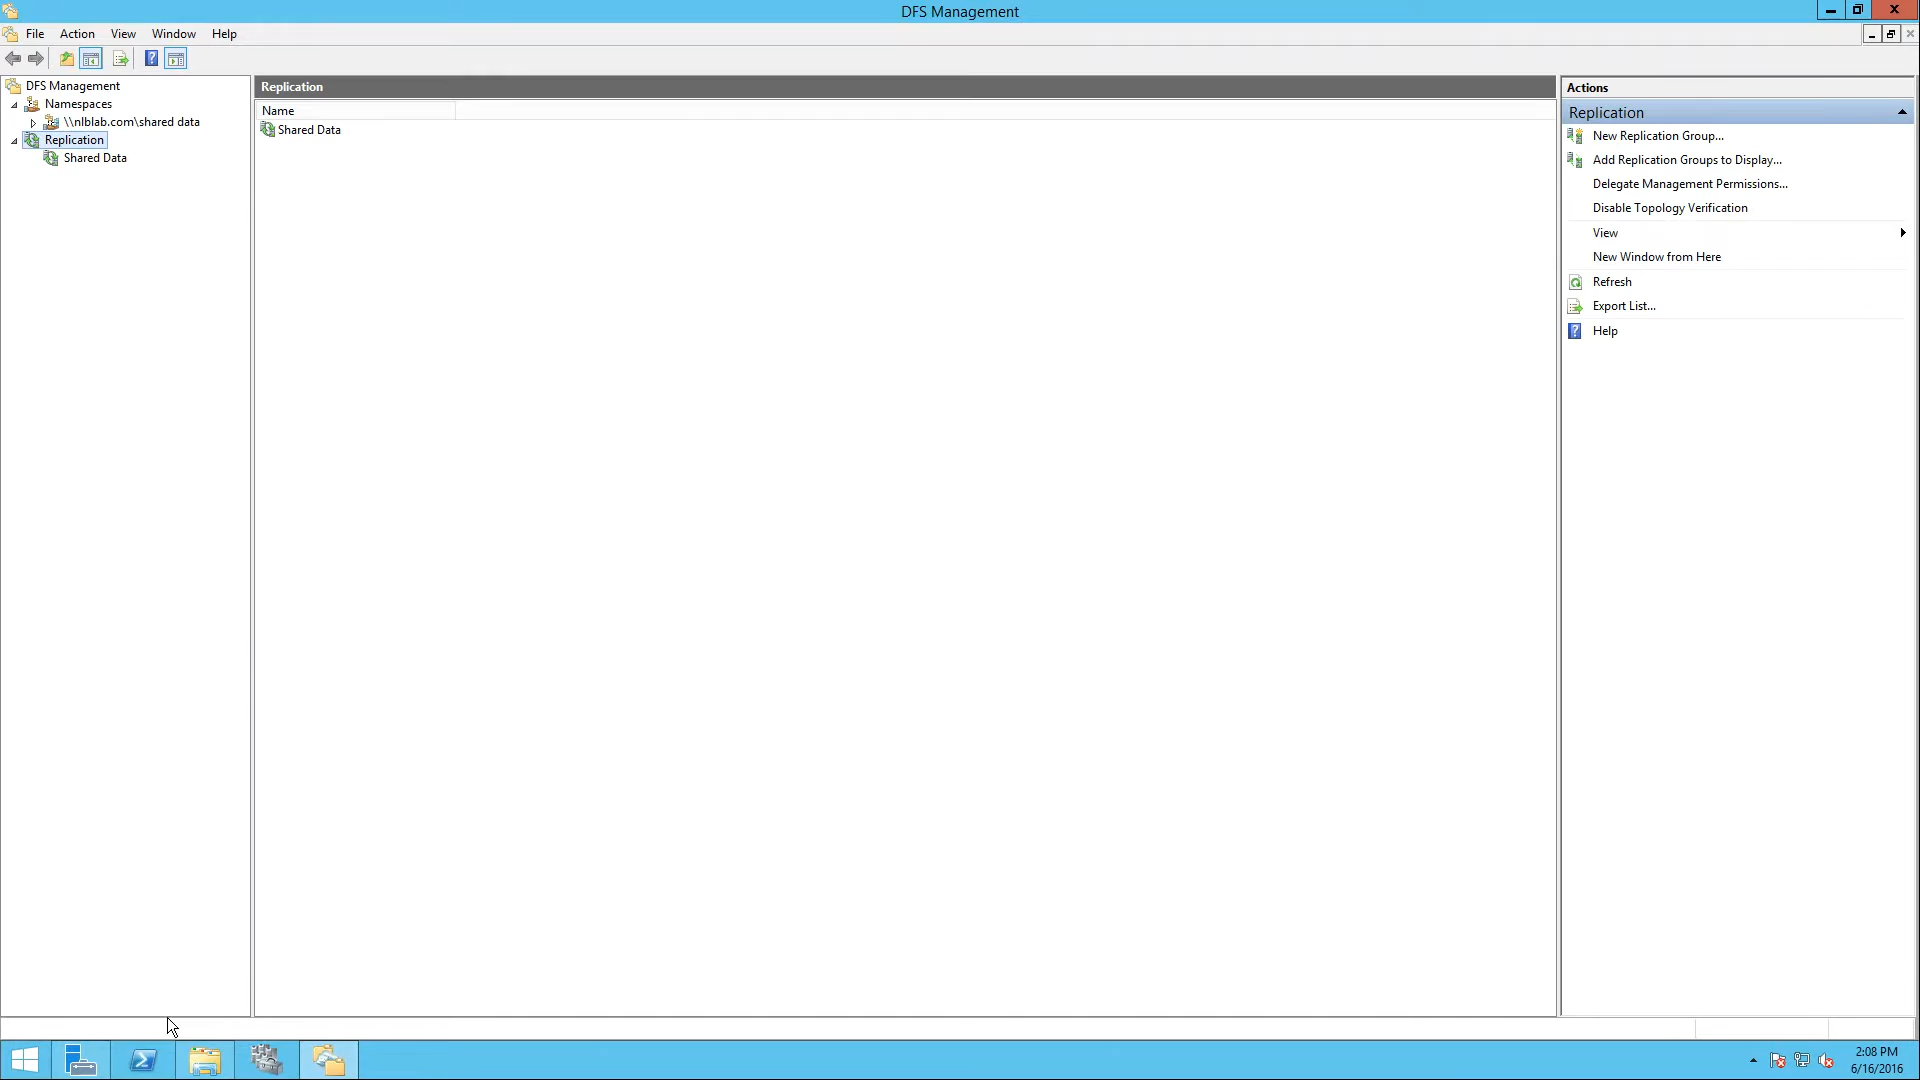 DFS Management
File Action View Window Help
DFS Management
Namespaces
\\nlblab.com\shared data
Replication
Shared Data
Replication
Name
Shared Data
Actions
Replication
New Replication Group...
Add Replication Groups to Display...
Delegate Management Permissions...
Disable Topology Verification
View
New Window from Here
Refresh
Export List...
Help
2:08 PM
6/16/2016